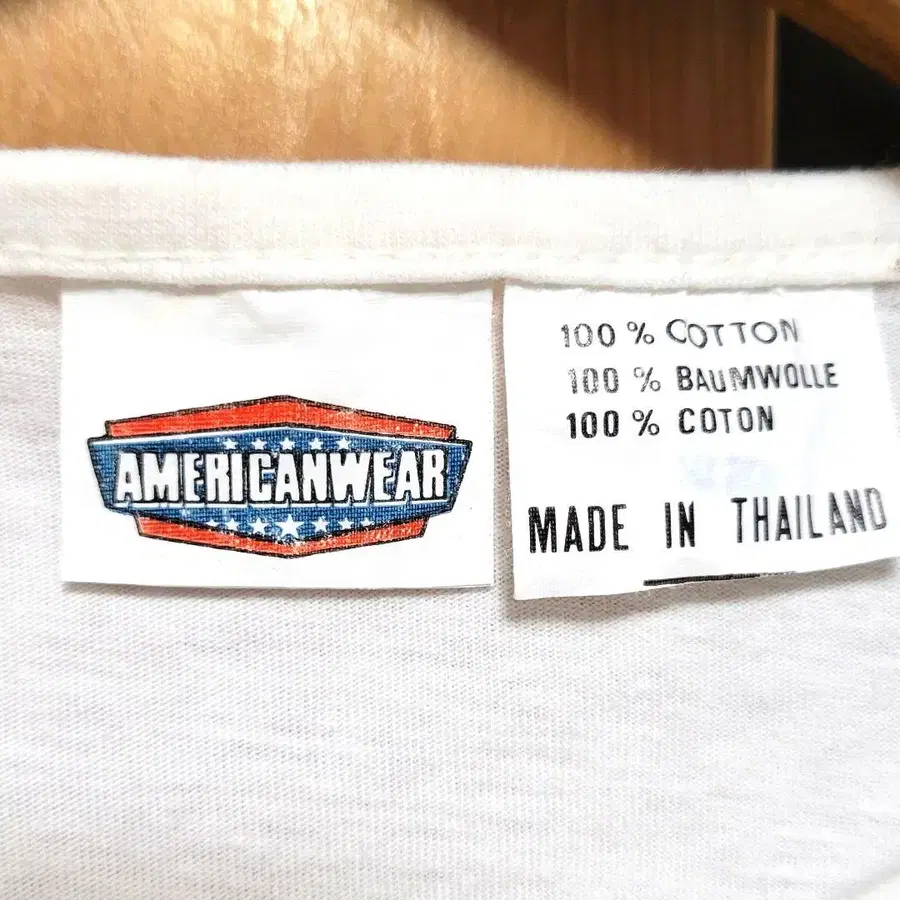 AMERICANWEAR
100 % COTTON
100 % BAUMWOLLE
100 % COTON
MADE IN THAILAND